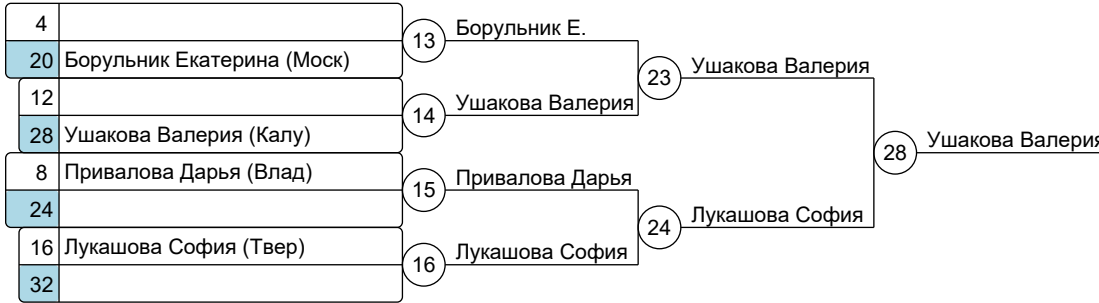 4
20 Борульник Екатерина (Моск)
12
28 Ушакова Валерия (Калу)
8 Привалова Дарья (Влад)
24
16 Лукашова София (Твер)
32
13 Борульник Е.
14 Ушакова Валерия
15 Привалова Дарья
16 Лукашова София
23 Ушакова Валерия
24 Лукашова София
28 Ушакова Валерия